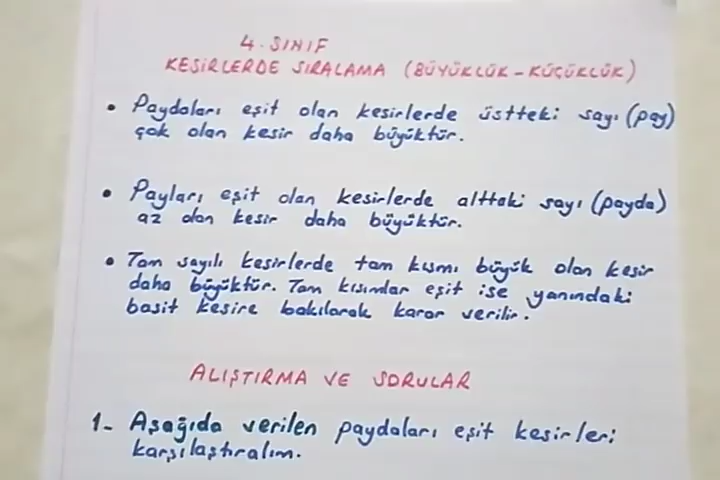 4. SINIF
KESİRLERDE SIRALAMA (BÜYÜKLÜK - KÜÇÜKLÜK)
• Paydaları eşit olan kesirlerde üstteki sayı (pay)
çok olan kesir daha büyüktür.
• Payları eşit olan kesirlerde alttaki sayı (payda)
az olan kesir daha büyüktür.
• Tam sayılı kesirlerde tam kısmı büyük olan kesir
daha büyüktür. Tam kısımlar eşit ise yanındaki
basit kesire bakılarak karar verilir.
ALIŞTIRMA VE SORULAR
1- Aşağıda verilen paydaları eşit kesirleri
karşılaştıralım.